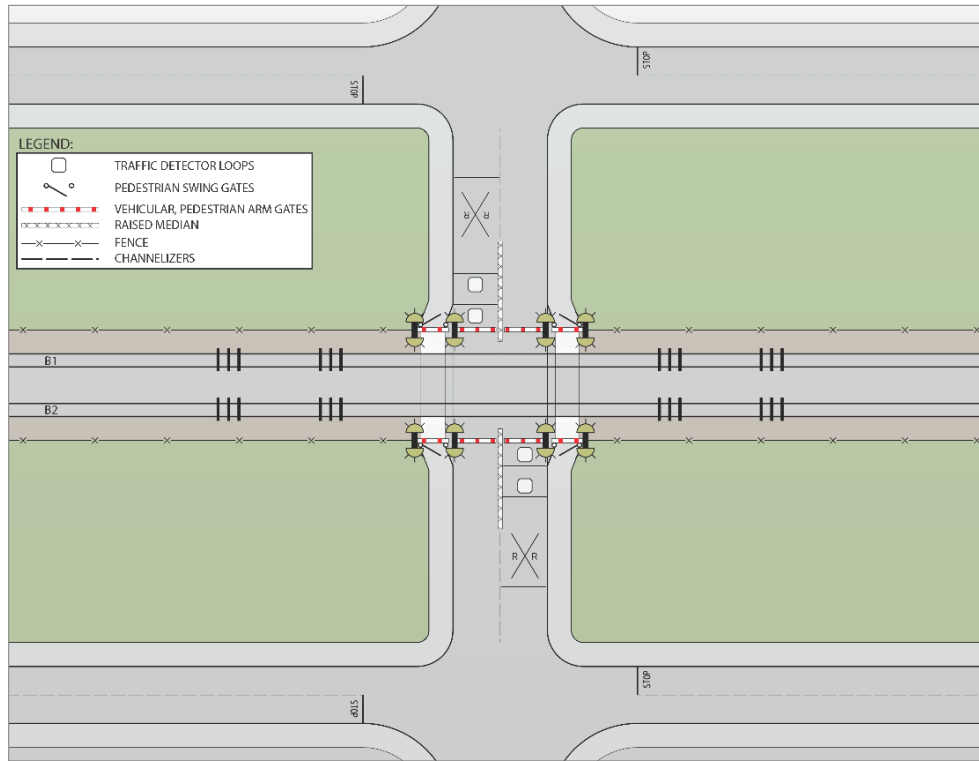 STOP
STOP
LEGEND:
TRAFFIC DETECTOR LOOPS
PEDESTRIAN SWING GATES
VEHICULAR, PEDESTRIAN ARM GATES
RAISED MEDIAN
FENCE
CHANNELIZERS
R R
B1
B2
R R
STOP
STOP